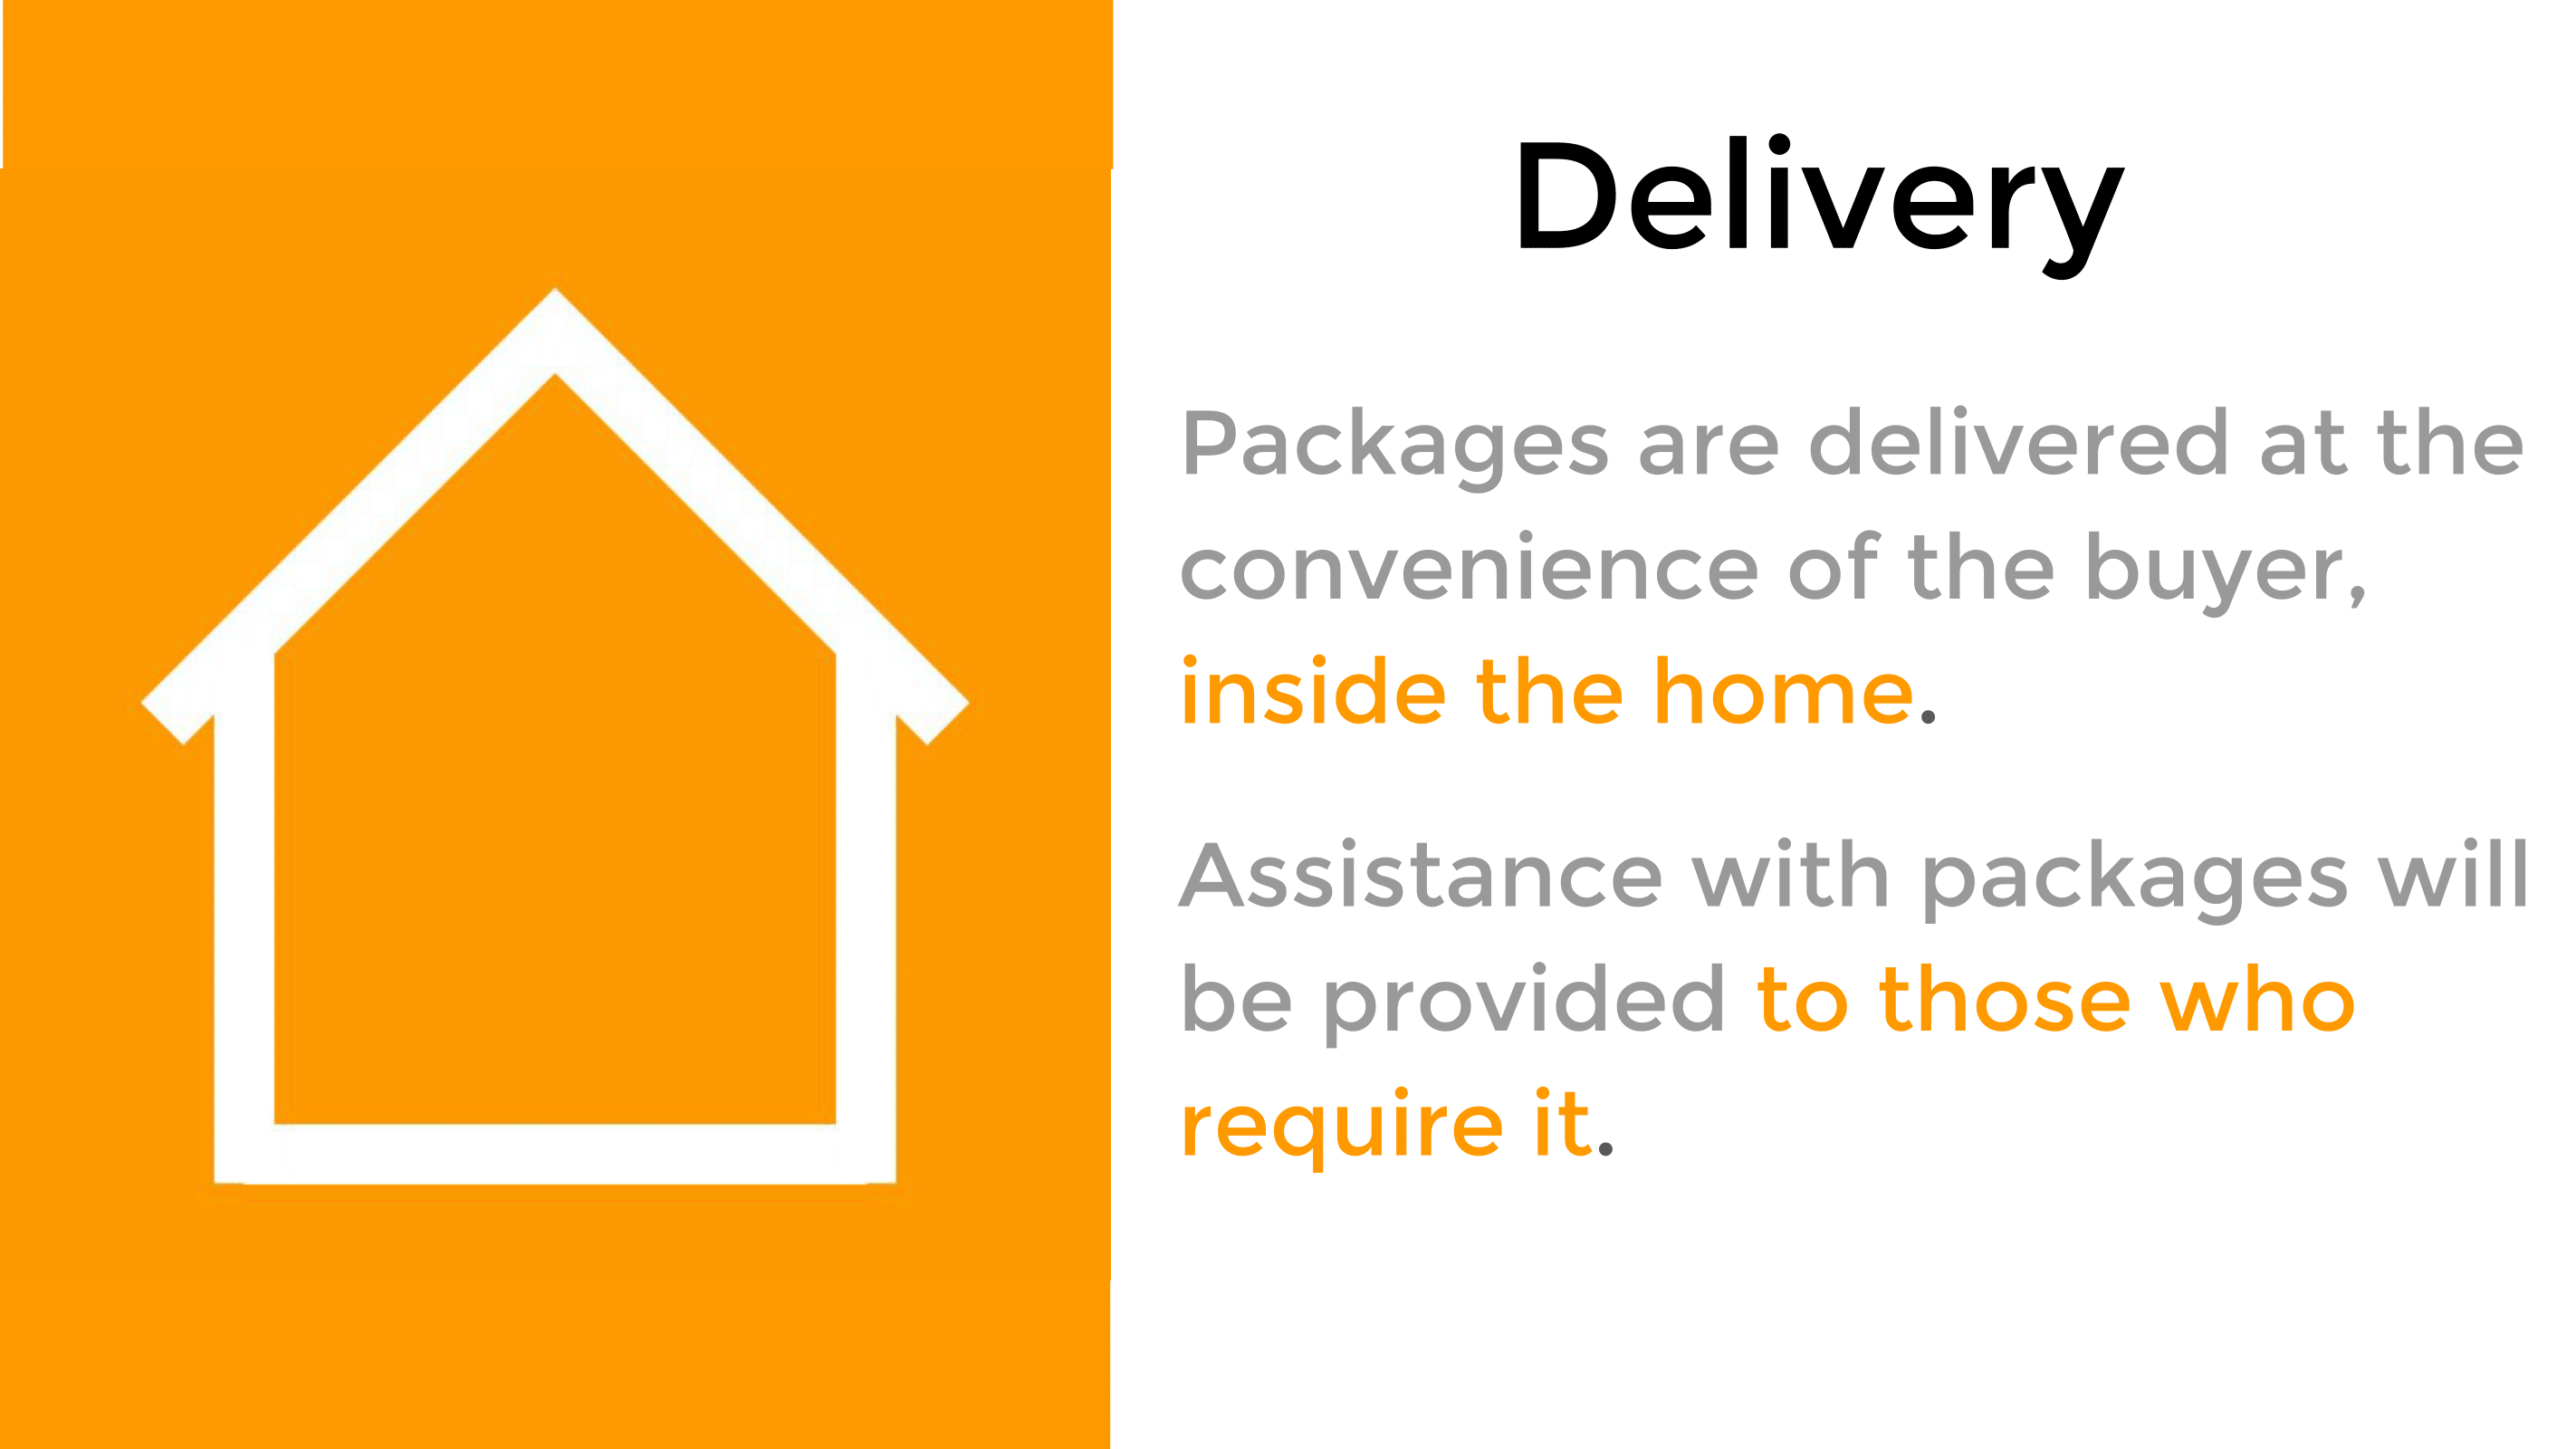 Delivery
Packages are delivered at the
convenience of the buyer,
inside the home.
Assistance with packages will
be provided to those who
require it.